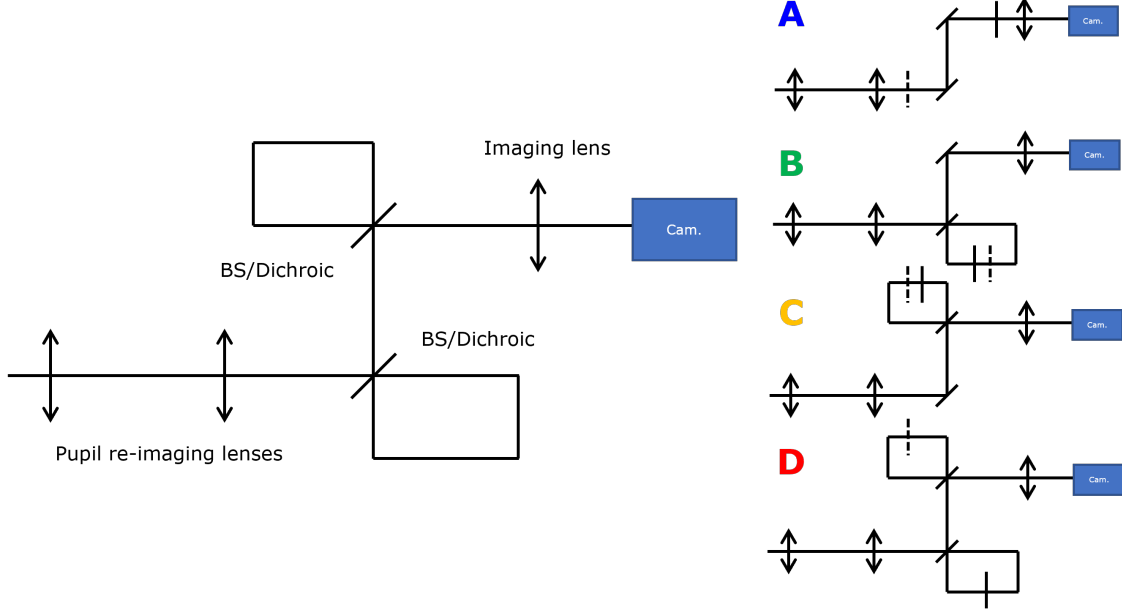 Imaging lens
Cam.
BS/Dichroic
BS/Dichroic
Pupil re-imaging lenses
A
Cam.
B
Cam.
C
Cam.
D
Cam.